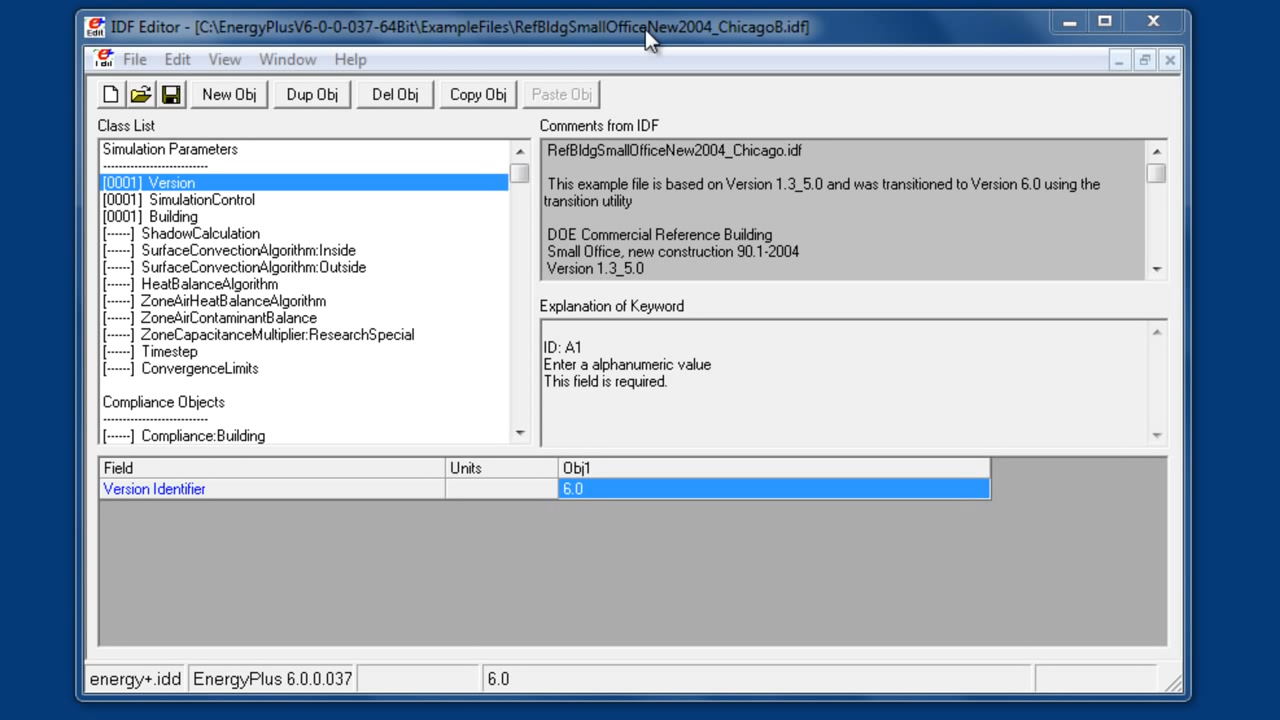 IDF Editor - [C:\EnergyPlusV6-0-0-037-64Bit\ExampleFiles\RefBldgSmallOfficeNew2004_ChicagoB.idf]
File Edit View Window Help
New Obj Dup Obj Del Obj Copy Obj Paste Obj
Class List
Simulation Parameters
--------------------------
[0001] Version
[0001] SimulationControl
[0001] Building
[------] ShadowCalculation
[------] SurfaceConvectionAlgorithm:Inside
[------] SurfaceConvectionAlgorithm:Outside
[------] HeatBalanceAlgorithm
[------] ZoneAirHeatBalanceAlgorithm
[------] ZoneAirContaminantBalance
[------] ZoneCapacitanceMultiplier:ResearchSpecial
[------] Timestep
[------] ConvergenceLimits
Compliance Objects
--------------------------
[------] Compliance:Building
Comments from IDF
RefBldgSmallOfficeNew2004_Chicago.idf
This example file is based on Version 1.3_5.0 and was transitioned to Version 6.0 using the
transition utility
DOE Commercial Reference Building
Small Office, new construction 90.1-2004
Version 1.3_5.0
Explanation of Keyword
ID: A1
Enter a alphanumeric value
This field is required.
Field Units Obj1
Version Identifier 6.0
energy+.idd EnergyPlus 6.0.0.037 6.0